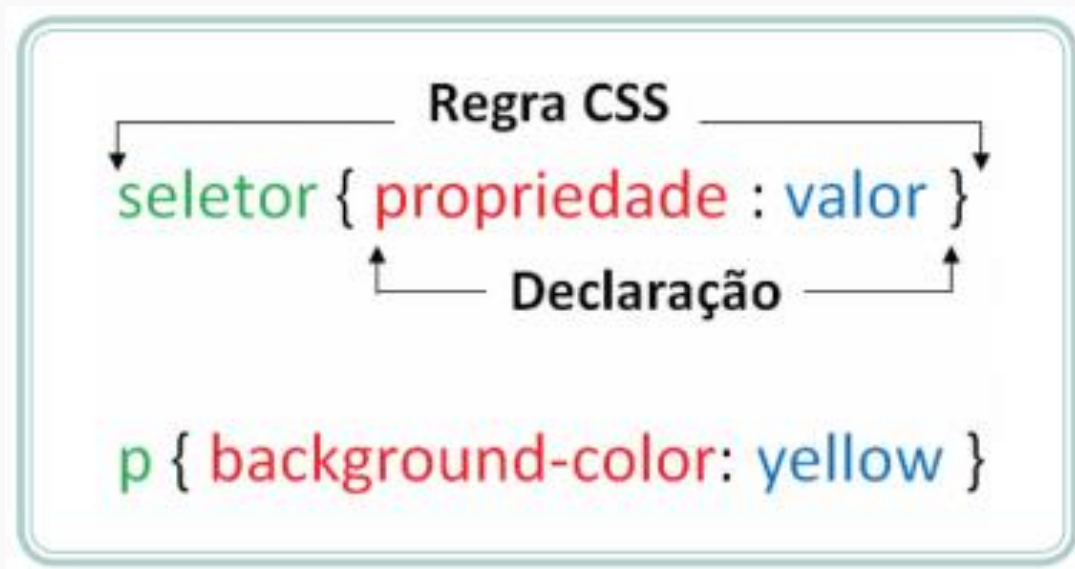 Regra CSS
seletor { propriedade : valor }
Declaração
p { background-color: yellow }